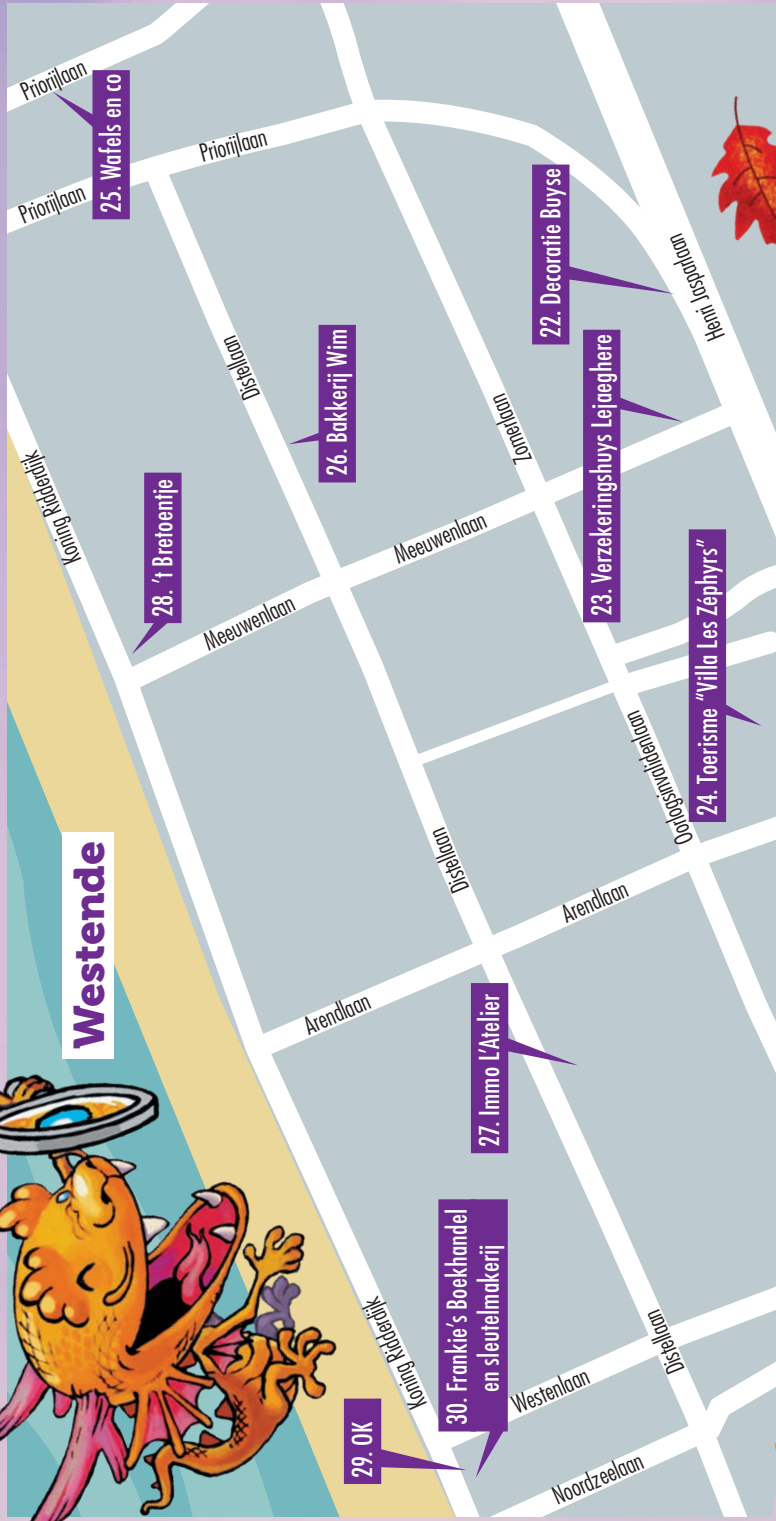 Westende
Priorijlaan
Priorijlaan
Priorijlaan
25. Wafels en co
Koning Ridderdijk
28. 't Bretoentje
Distellaan
26. Bakkerij Wim
Meeuwenlaan
Meeuwenlaan
Zomerlaan
22. Decoratie Buyse
Henri Jasparlaan
23. Verzekeringshuys Lejaeghere
24. Toerisme "Villa Les Zéphyrs"
Oorlogsinvalidenlaan
Distellaan
Arendlaan
Arendlaan
27. Immo L'Atelier
Koning Ridderdijk
29. OK
30. Frankie's Boekhandel
en sleutelmakerij
Westenlaan
Distellaan
Noordzeelaan